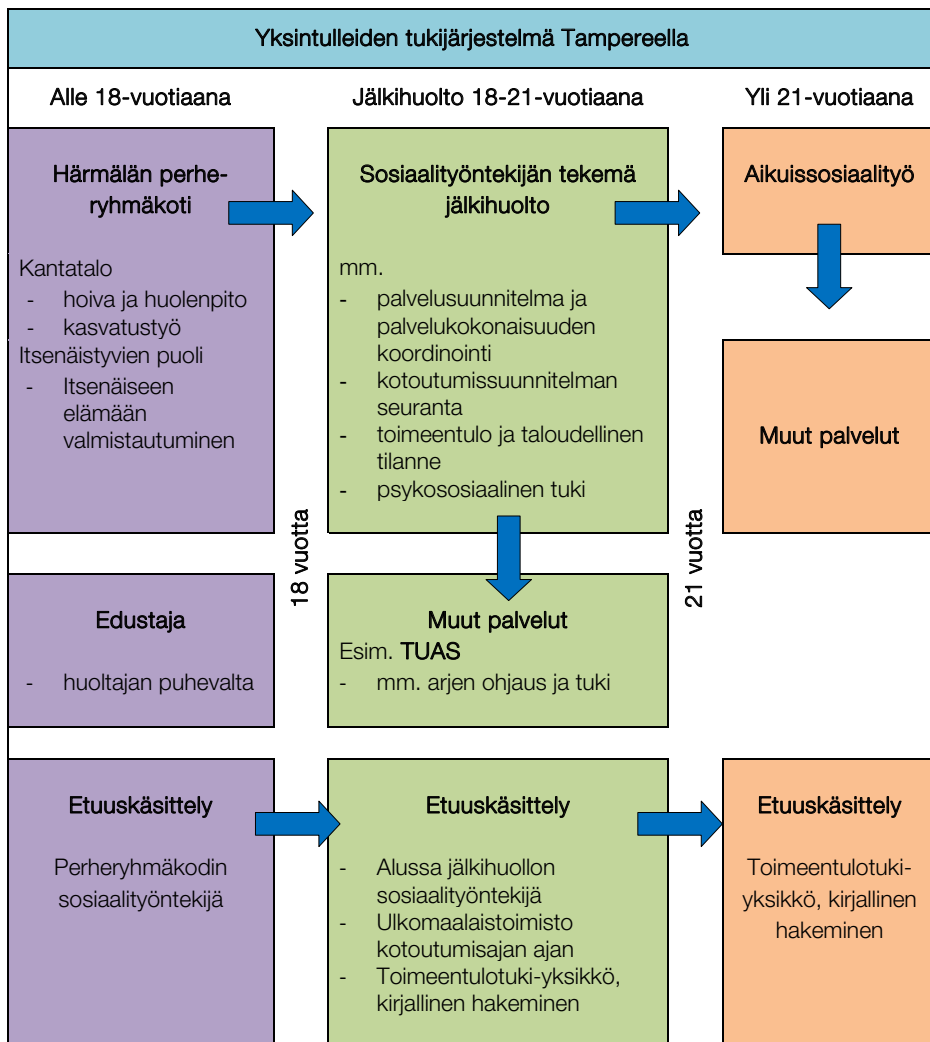 Yksintulleiden tukijärjestelmä Tampereella
Alle 18-vuotiaana
Jälkihuolto 18-21-vuotiaana
Yli 21-vuotiaana
Härmälän perhe-
ryhmäkoti
Kantatalo
- hoiva ja huolenpito
- kasvatustyö
Itsenäistyvien puoli
- Itsenäiseen
elämään
valmistautuminen
Sosiaalityöntekijän tekemä
jälkihuolto
mm.
- palvelusuunnitelma ja
palvelukokonaisuuden
koordinointi
- kotoutumissuunnitelman
seuranta
- toimeentulo ja taloudellinen
tilanne
- psykososiaalinen tuki
Aikuissosiaalityö
Muut palvelut
18 vuotta
21 vuotta
Edustaja
- huoltajan puhevalta
Muut palvelut
Esim. TUAS
- mm. arjen ohjaus ja tuki
Etuuskäsittely
Perheryhmäkodin
sosiaalityöntekijä
Etuuskäsittely
- Alussa jälkihuollon
sosiaalityöntekijä
- Ulkomaalaistoimisto
kotoutumisajan ajan
- Toimeentulotuki-yksikkö,
kirjallinen hakeminen
Etuuskäsittely
Toimeentulotuki-
yksikkö, kirjallinen
hakeminen